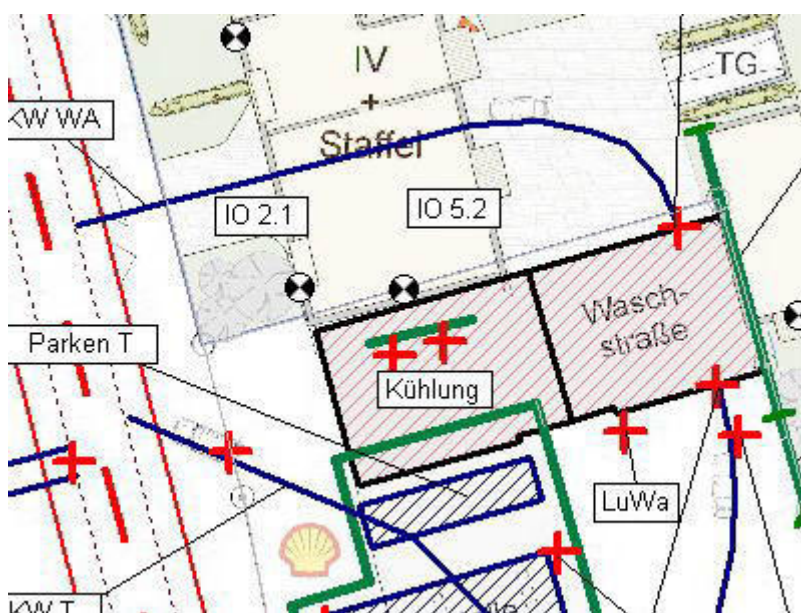 IV
+
Staffel
TG
KW WA
IO 2.1
IO 5.2
Wasch-
straße
Parken T
Kühlung
LuWa
KW T